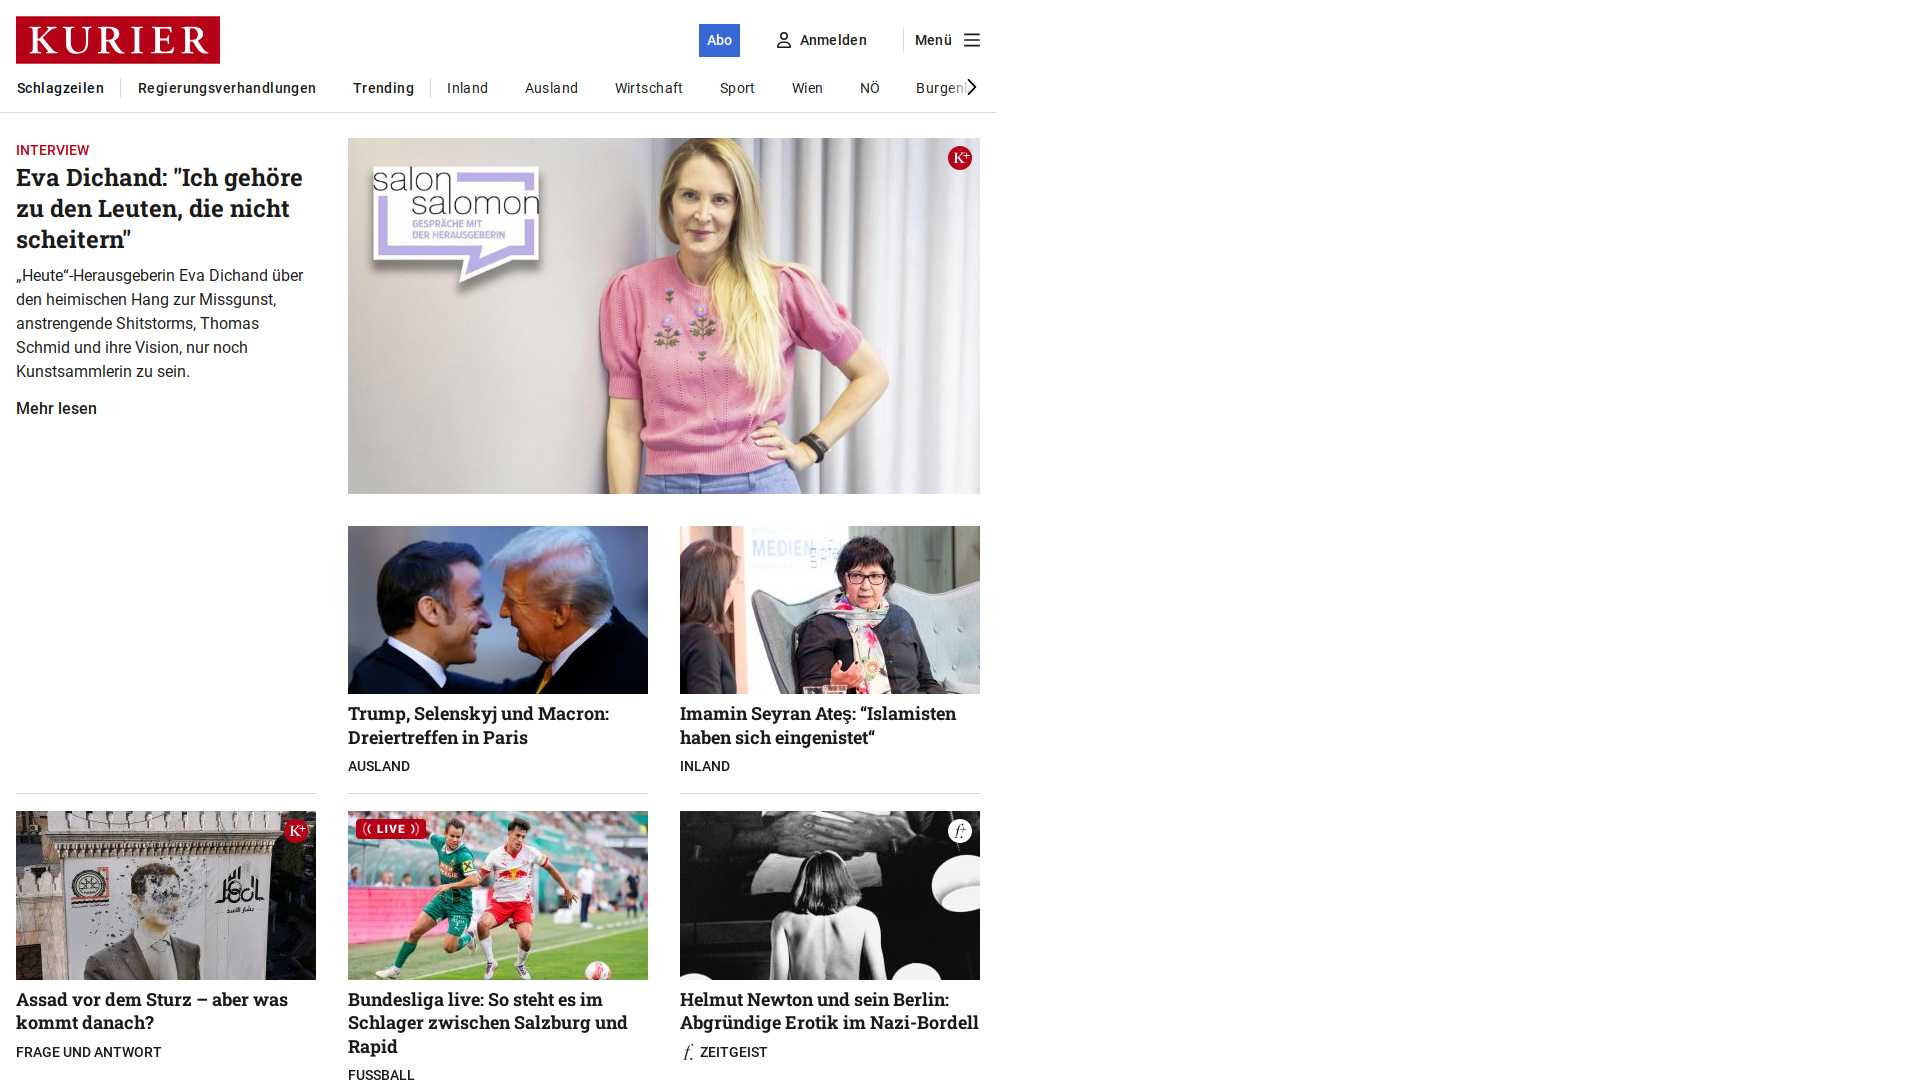 KURIER
Abo
Anmelden
Menü
Schlagzeilen
Regierungsverhandlungen
Trending
Inland
Ausland
Wirtschaft
Sport
Wien
NÖ
INTERVIEW
Eva Dichand: "Ich gehöre
zu den Leuten, die nicht
scheitern"
„Heute“-Herausgeberin Eva Dichand über
den heimischen Hang zur Missgunst,
anstrengende Shitstorms, Thomas
Schmid und ihre Vision, nur noch
Kunstsammlerin zu sein.
Mehr lesen
salon
salomon
GESPRÄCHE MIT
DER HERAUSGEBERIN
K+
MEDIEN
Trump, Selenskyj und Macron:
Dreiertreffen in Paris
AUSLAND
Imamin Seyran Ateş: “Islamisten
haben sich eingenistet“
INLAND
K+
Assad vor dem Sturz – aber was
kommt danach?
FRAGE UND ANTWORT
LIVE
Bundesliga live: So steht es im
Schlager zwischen Salzburg und
Rapid
FUSSBALL
f+
Helmut Newton und sein Berlin:
Abgründige Erotik im Nazi-Bordell
f. ZEITGEIST